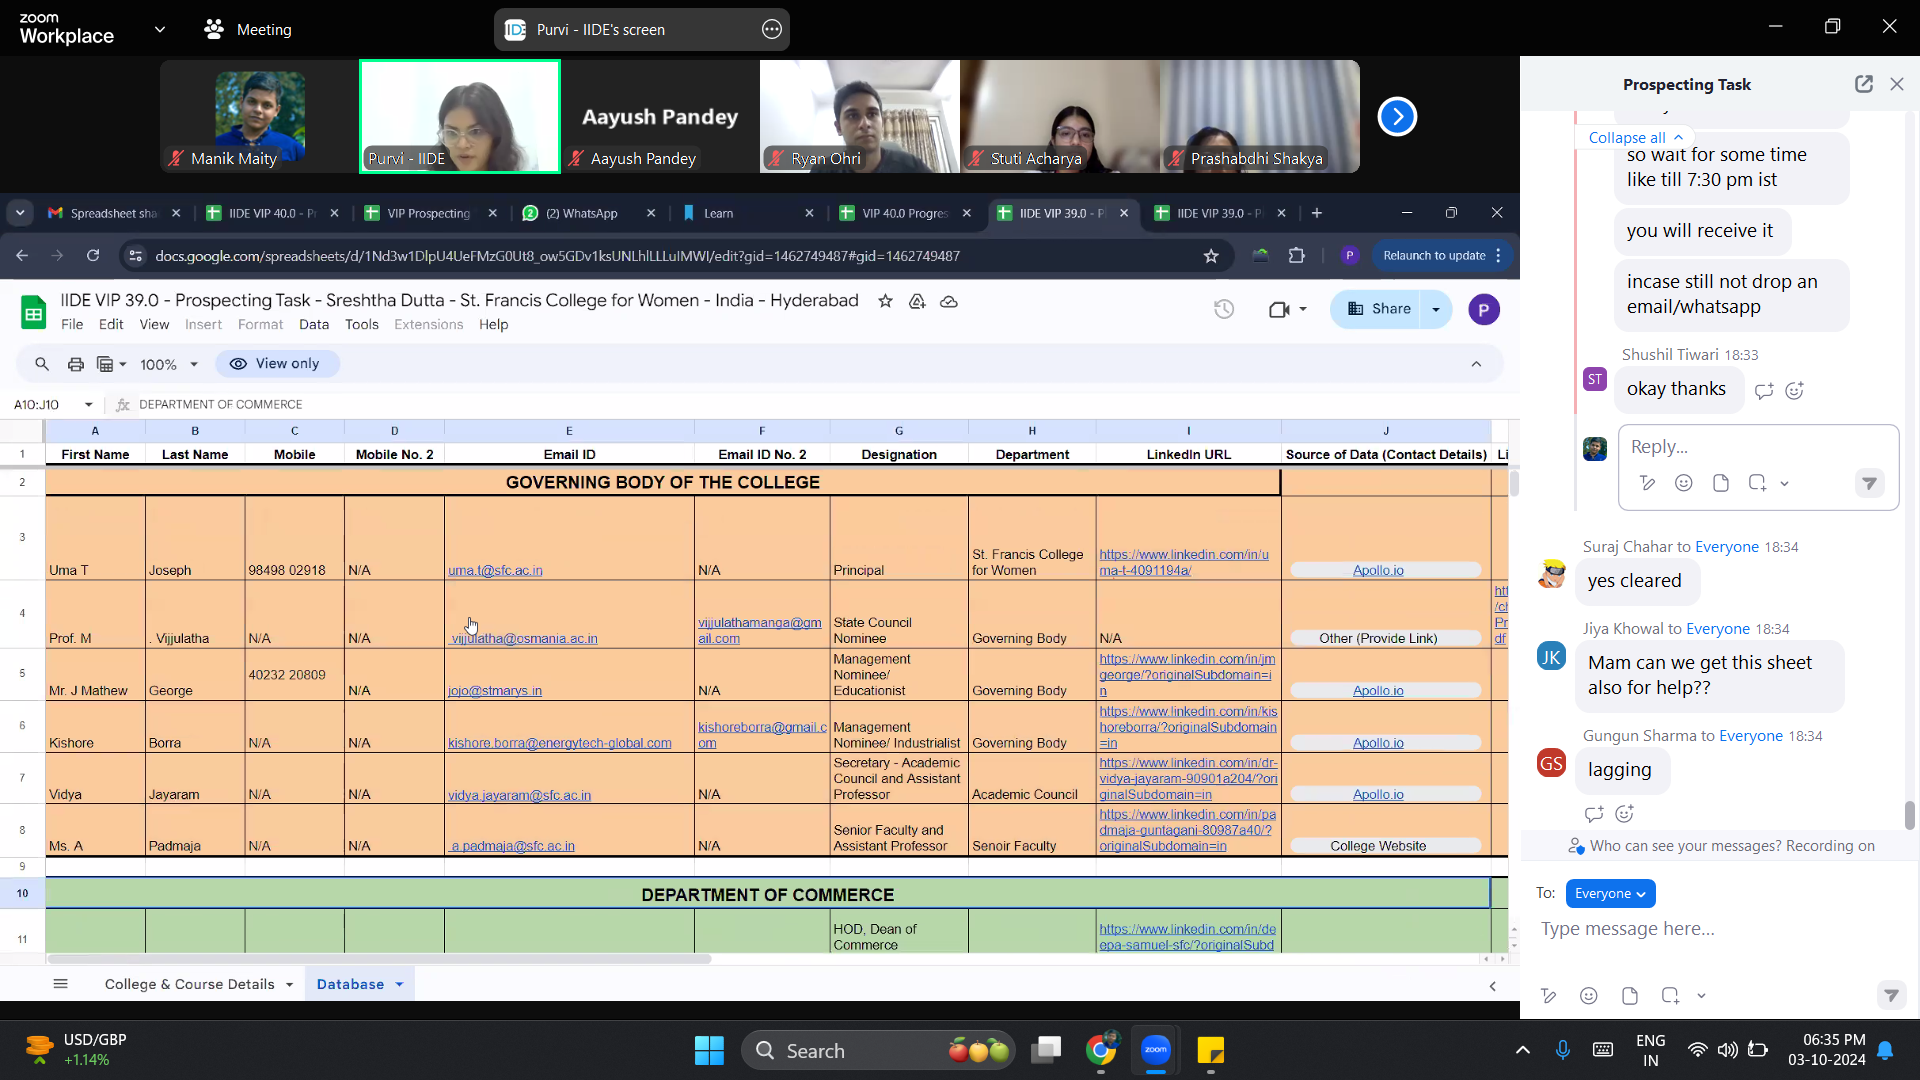 zoom
Workplace
Meeting
IIDE
Purvi - IIDE's screen
Manik Maity
Purvi - IIDE
Aayush Pandey
Aayush Pandey
Ryan Ohri
Stuti Acharya
Prashabdhi Shakya
Spreadsheet sha
IIDE VIP 40.0 - P
VIP Prospecting
(2) WhatsApp
Learn
VIP 40.0 Progres
IIDE VIP 39.0 - P
IIDE VIP 39.0 - P
docs.google.com/spreadsheets/d/1Nd3w1DlpU4UeFMzG0Ut8_ow5GDv1ksUNLhlLLLuIMWI/edit?gid=1462749487#gid=1462749487
P
Relaunch to update
IIDE VIP 39.0 - Prospecting Task - Sreshtha Dutta - St. Francis College for Women - India - Hyderabad
File Edit View Insert Format Data Tools Extensions Help
Share
P
100%
View only
A10:J10
fx DEPARTMENT OF COMMERCE
A B C D E F G H I J
1 First Name Last Name Mobile Mobile No. 2 Email ID Email ID No. 2 Designation Department LinkedIn URL Source of Data (Contact Details) Li
2 GOVERNING BODY OF THE COLLEGE
3 Uma T Joseph 98498 02918 N/A uma.t@sfc.ac.in N/A Principal St. Francis College for Women https://www.linkedin.com/in/uma-t-4091194a/ Apollo.io
4 Prof. M . Vijjulatha N/A N/A vijjulatha@osmania.ac.in vijjulathamanga@gmail.com State Council Nominee Governing Body N/A Other (Provide Link) htt /cl Pr df
5 Mr. J Mathew George 40232 20809 N/A jojo@stmarys.in N/A Management Nominee/ Educationist Governing Body https://www.linkedin.com/in/jmgeorge/?originalSubdomain=in Apollo.io
6 Kishore Borra N/A N/A kishore.borra@energytech-global.com kishoreborra@gmail.com Management Nominee/ Industrialist Governing Body https://www.linkedin.com/in/kishoreborra/?originalSubdomain=in Apollo.io
7 Vidya Jayaram N/A N/A vidya.jayaram@sfc.ac.in N/A Secretary - Academic Council and Assistant Professor Academic Council https://www.linkedin.com/in/dr-vidya-jayaram-90901a204/?originalSubdomain=in Apollo.io
8 Ms. A Padmaja N/A N/A a.padmaja@sfc.ac.in N/A Senior Faculty and Assistant Professor Senoir Faculty https://www.linkedin.com/in/padmaja-guntagani-80987a40/?originalSubdomain=in College Website
9
10 DEPARTMENT OF COMMERCE
11 HOD, Dean of Commerce https://www.linkedin.com/in/deepa-samuel-sfc/?originalSubd
College & Course Details
Database
Prospecting Task
Collapse all
so wait for some time
like till 7:30 pm ist
you will receive it
incase still not drop an
email/whatsapp
Shushil Tiwari 18:33
ST
okay thanks
Reply...
Suraj Chahar to Everyone 18:34
yes cleared
Jiya Khowal to Everyone 18:34
JK
Mam can we get this sheet
also for help??
Gungun Sharma to Everyone 18:34
GS
lagging
Who can see your messages? Recording on
To: Everyone
Type message here...
USD/GBP
+1.14%
Search
zoom
ENG
IN
06:35 PM
03-10-2024